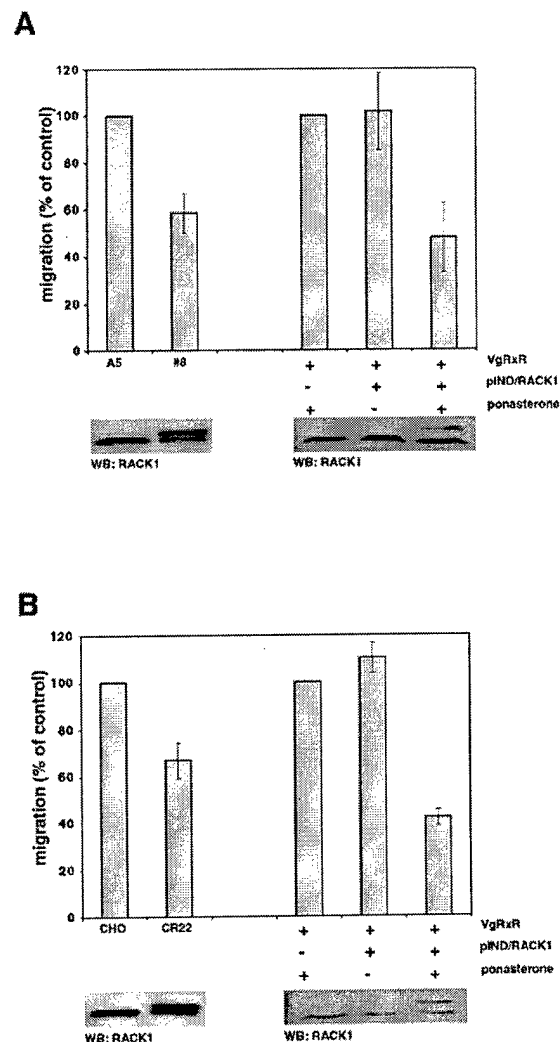 A
120
100
80
60
40
20
0
migration (% of control)
A5 #8
VgRxR + + +
pIND/RACK1 - + +
ponasterone + - +
WB: RACK1 WB: RACK1
B
120
100
80
60
40
20
0
migration (% of control)
CHO CR22
VgRxR + + +
pIND/RACK1 - + +
ponasterone + - +
WB: RACK1 WB: RACK1